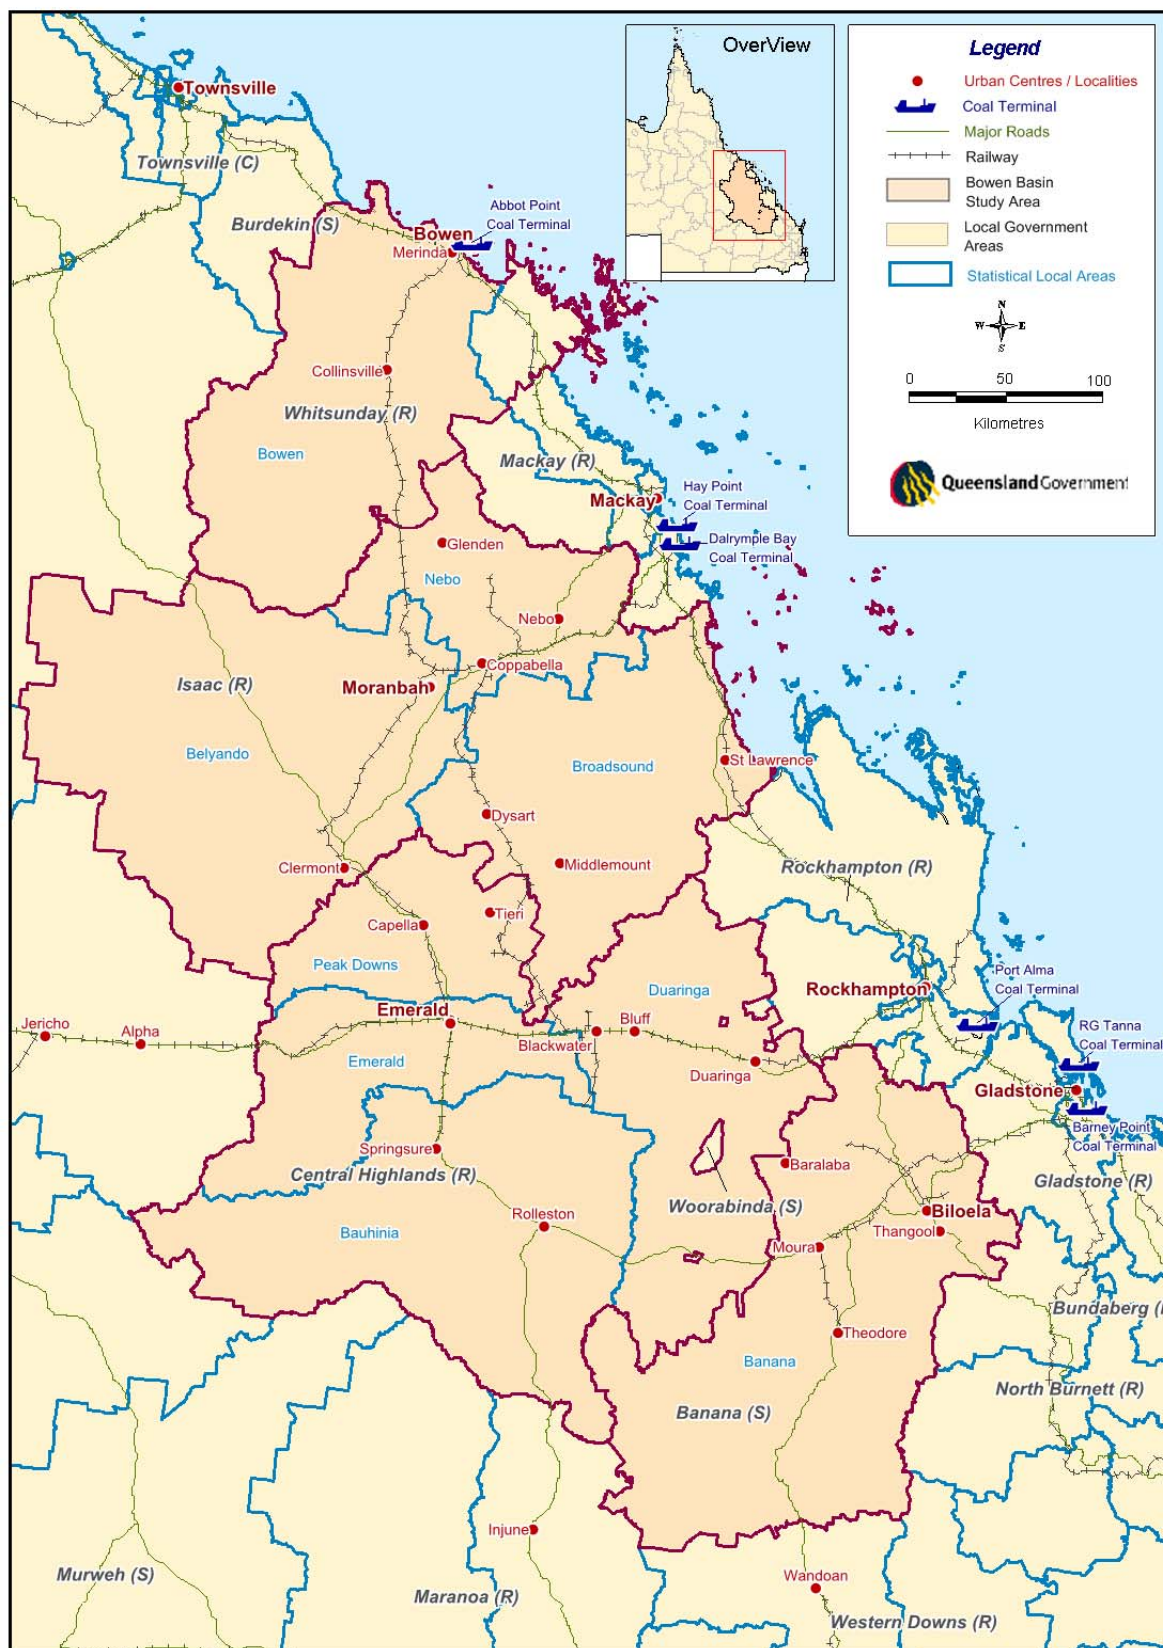 OverView
Legend
Urban Centres / Localities
Coal Terminal
Major Roads
Railway
Bowen Basin
Study Area
Local Government
Areas
Statistical Local Areas
N
W
E
S
0
50
100
Kilometres
Queensland Government
Townsville
Townsville (C)
Burdekin (S)
Abbot Point
Coal Terminal
Bowen
Merinda
Collinsville
Whitsunday (R)
Bowen
Mackay (R)
Mackay
Hay Point
Coal Terminal
Dalrymple Bay
Coal Terminal
Glenden
Nebo
Nebo
Coppabella
Isaac (R)
Moranbah
Belyando
Broadsound
St Lawrence
Dysart
Middlemount
Clermont
Rockhampton (R)
Tieri
Capella
Peak Downs
Duaringa
Port Alma
Coal Terminal
Rockhampton
Emerald
Jericho
Alpha
Bluff
Blackwater
RG Tanna
Coal Terminal
Emerald
Duaringa
Gladstone
Barney Point
Coal Terminal
Springsure
Baralaba
Central Highlands (R)
Gladstone (R)
Woorabinda (S)
Rolleston
Biloela
Bauhinia
Thangool
Moura
Bundaberg (
Theodore
Banana
North Burnett (R)
Banana (S)
Injune
Murweh (S)
Wandoan
Maranoa (R)
Western Downs (R)